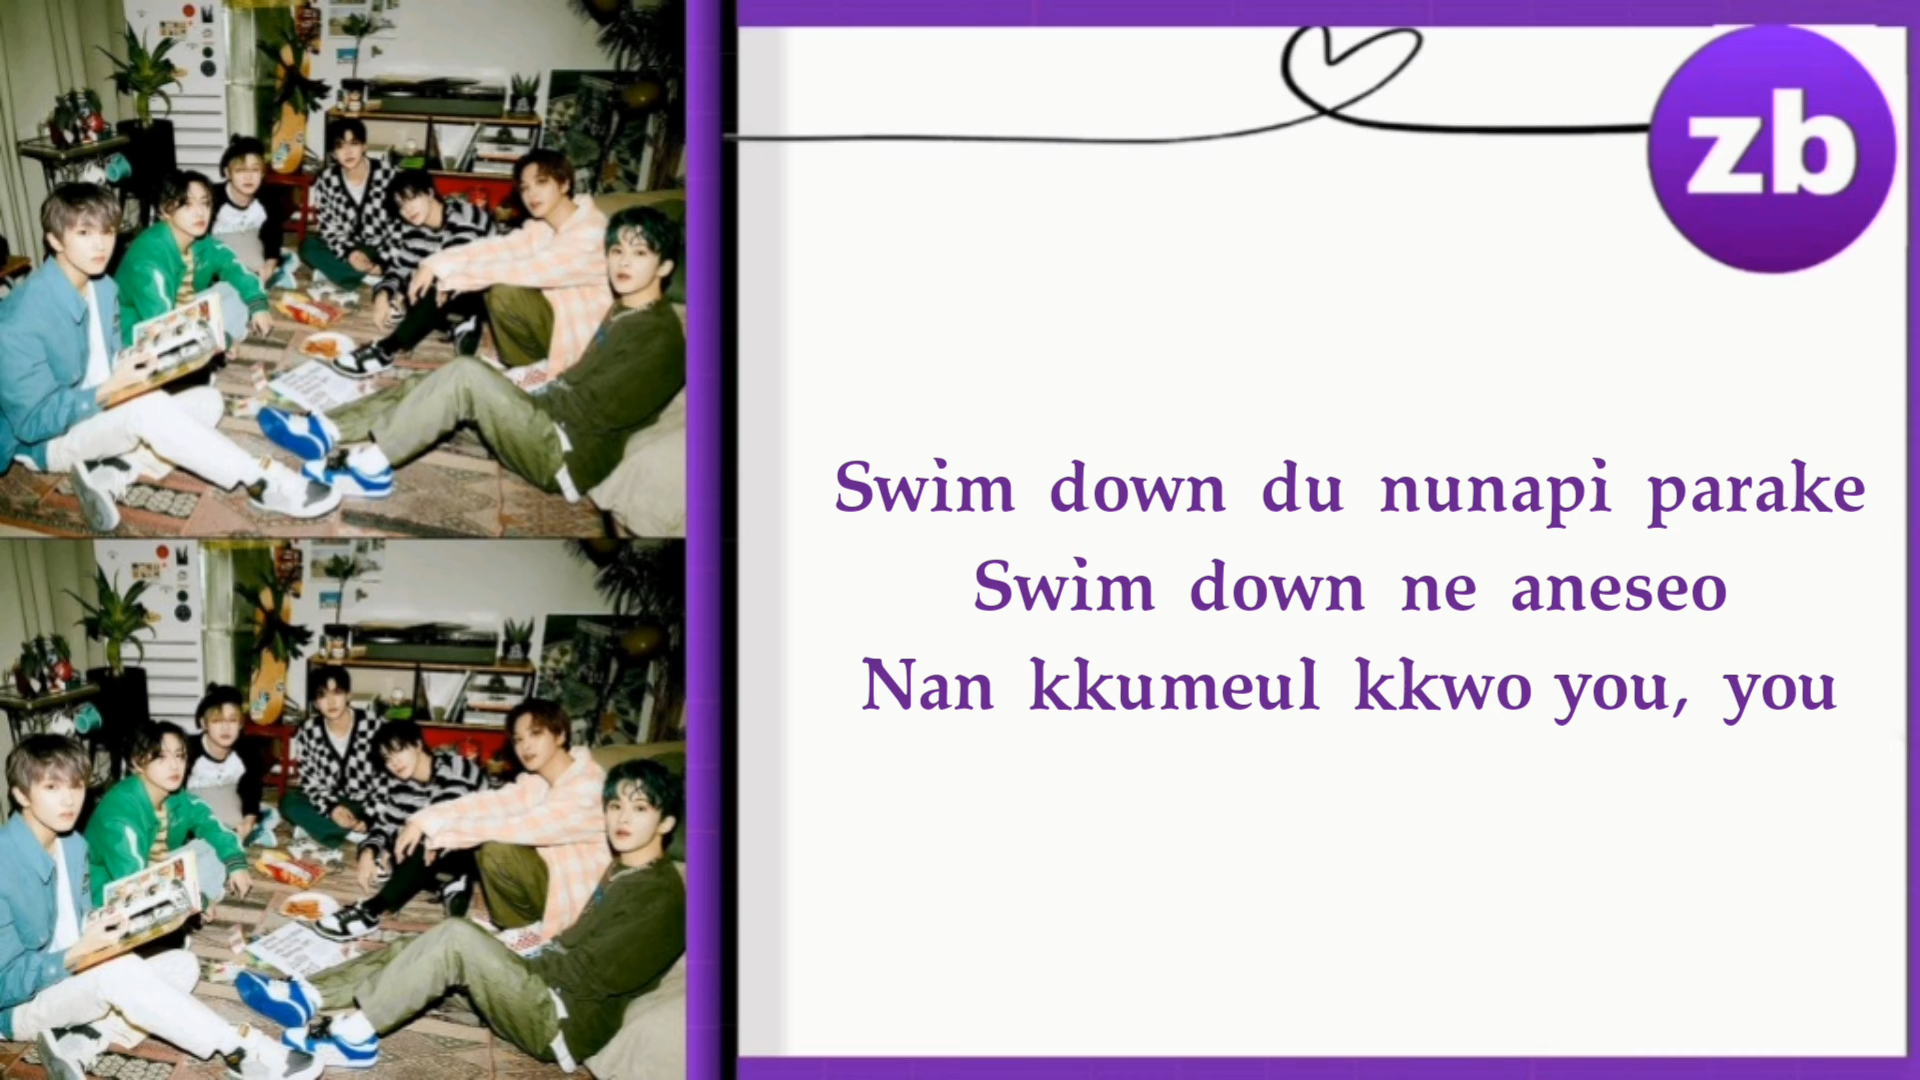 zb
Swim down du nunapi parake
Swim down ne aneseo
Nan kkumeul kkwo you, you